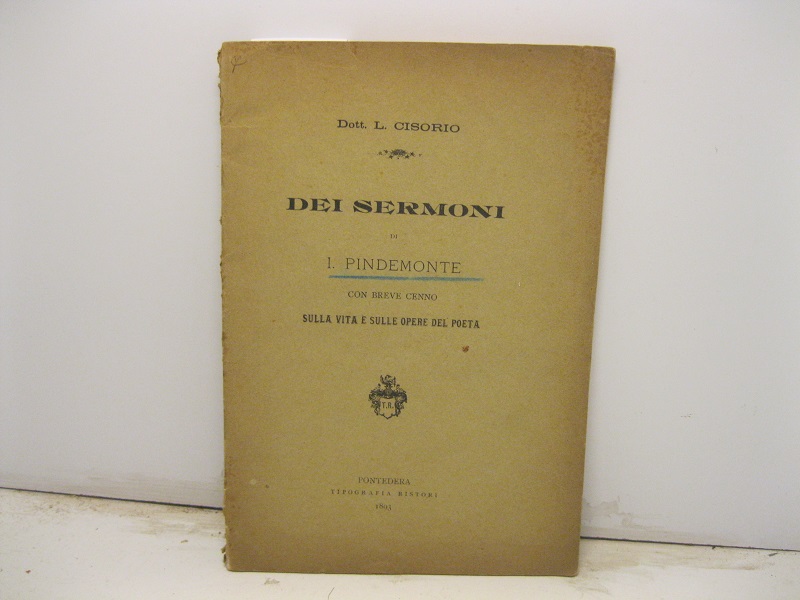 Dott. L. CISORIO
DEI SERMONI
DI
I. PINDEMONTE
CON BREVE CENNO
SULLA VITA E SULLE OPERE DEL POETA
T.R.
PONTEDERA
TIPOGRAFIA RISTORI